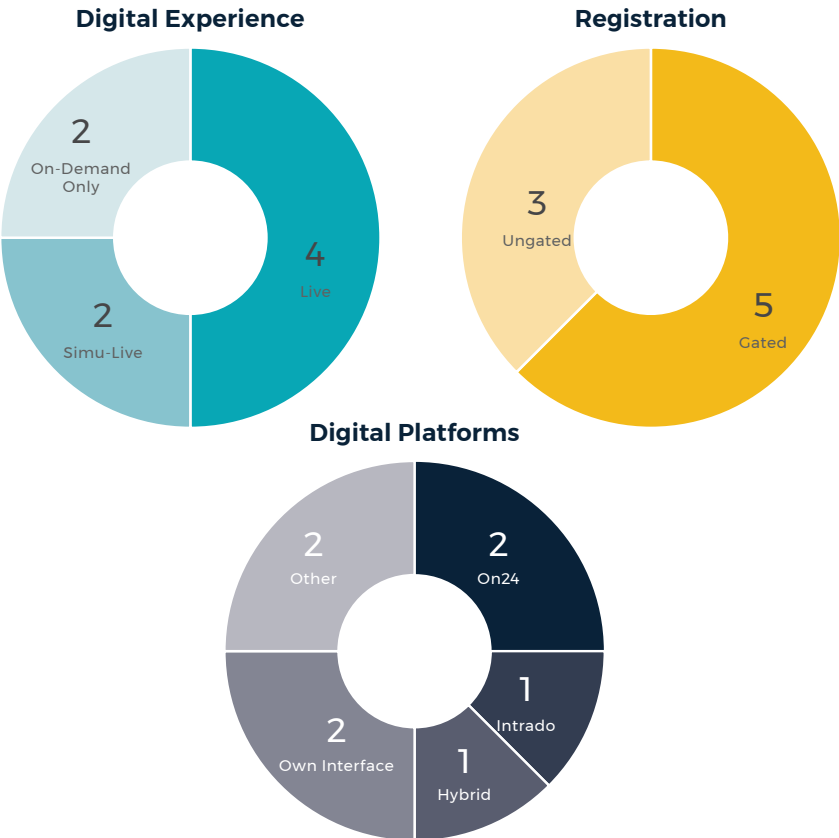 Digital Experience
2
On-Demand
Only
4
Live
2
Simu-Live
Registration
3
Ungated
5
Gated
Digital Platforms
2
Other
2
On24
1
Intrado
2
Own Interface
1
Hybrid